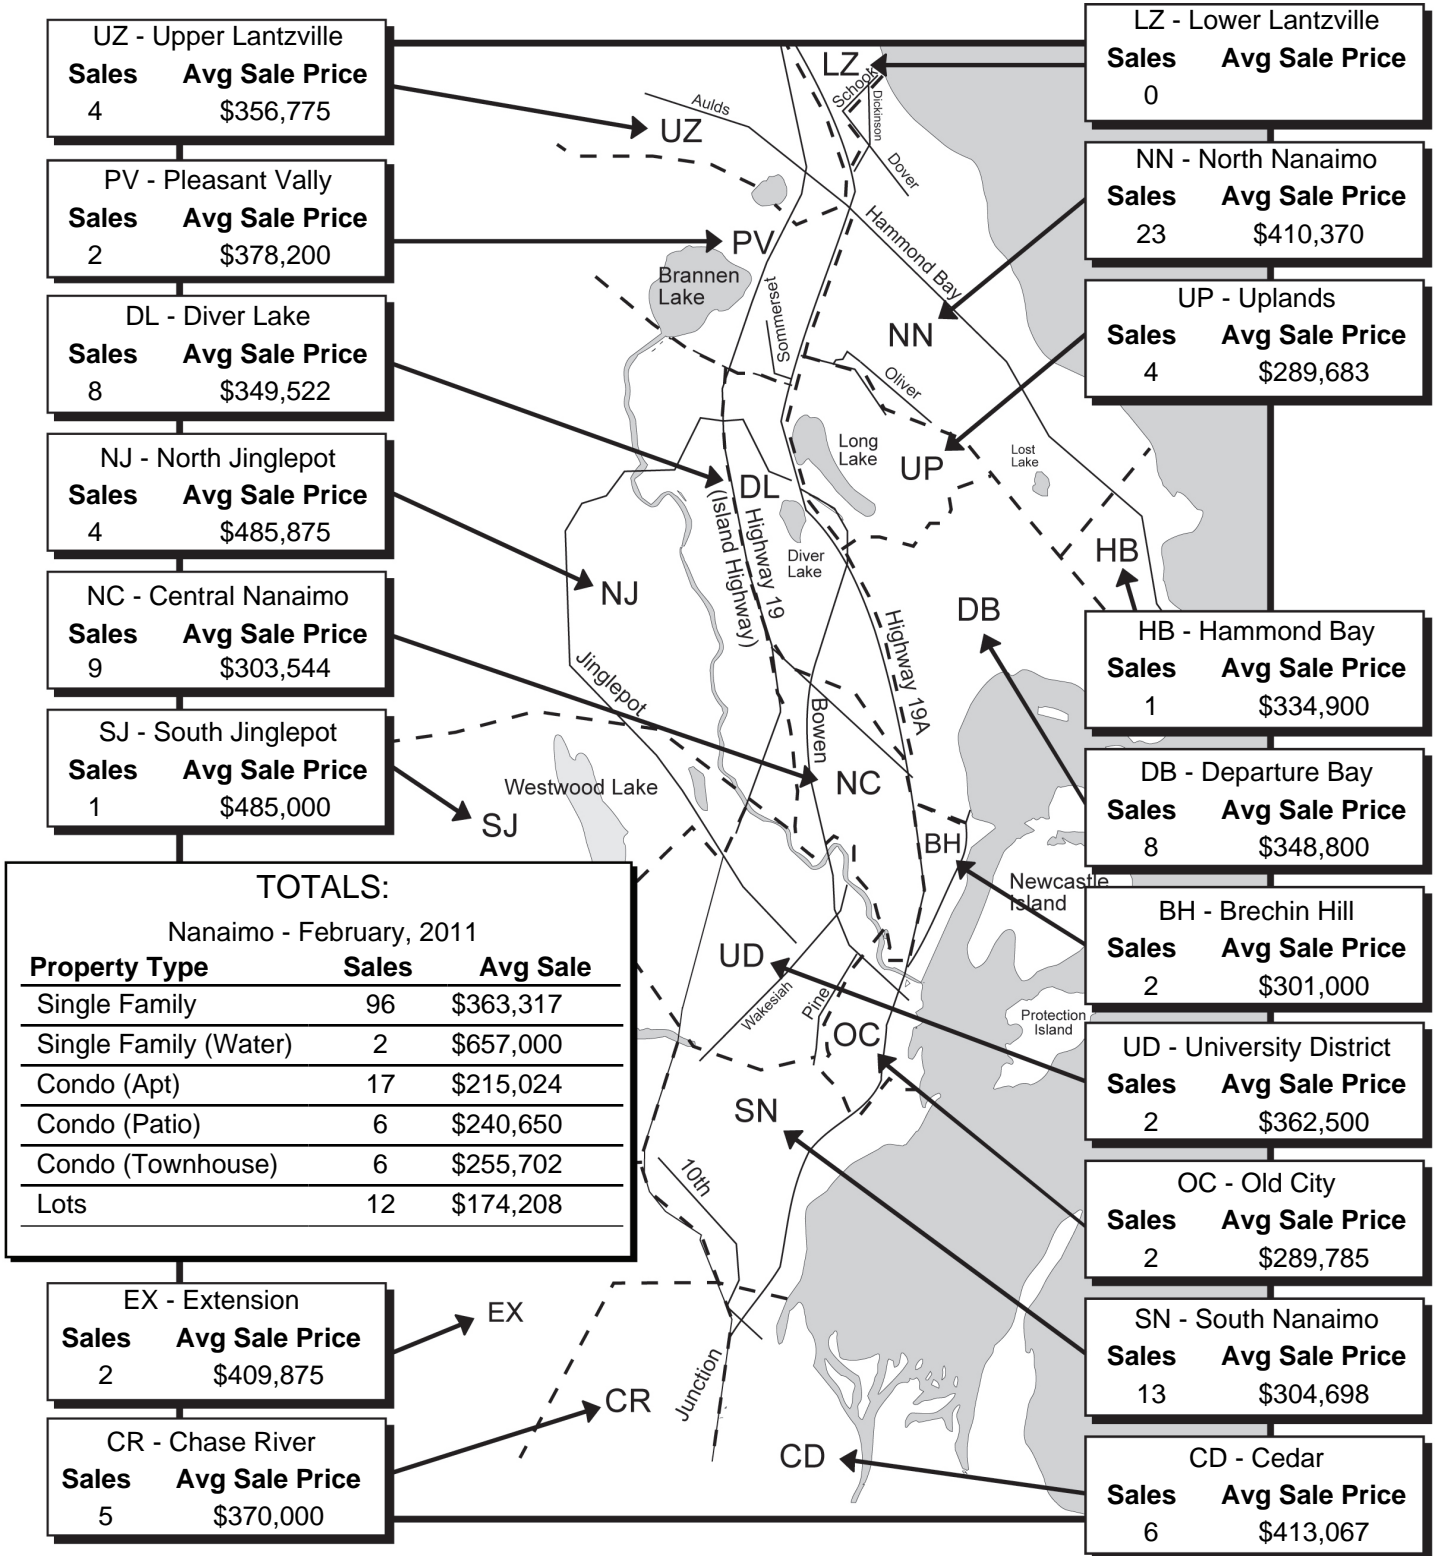 UZ - Upper Lantzville
Sales Avg Sale Price
4 $356,775
PV - Pleasant Vally
Sales Avg Sale Price
2 $378,200
DL - Diver Lake
Sales Avg Sale Price
8 $349,522
NJ - North Jinglepot
Sales Avg Sale Price
4 $485,875
NC - Central Nanaimo
Sales Avg Sale Price
9 $303,544
SJ - South Jinglepot
Sales Avg Sale Price
1 $485,000
TOTALS:
Nanaimo - February, 2011
Property Type Sales Avg Sale
Single Family 96 $363,317
Single Family (Water) 2 $657,000
Condo (Apt) 17 $215,024
Condo (Patio) 6 $240,650
Condo (Townhouse) 6 $255,702
Lots 12 $174,208
EX - Extension
Sales Avg Sale Price
2 $409,875
CR - Chase River
Sales Avg Sale Price
5 $370,000
LZ
Schook
Dickinson
Aulds
UZ
Dover
Hammond Bay
PV
Brannen
Lake
Sommerset
NN
Oliver
Long
Lake
UP
Lost
Lake
DL
Highway 19
(Island Highway)
Diver
Lake
HB
NJ
DB
Highway 19A
Jinglepot
Bowen
Westwood Lake
NC
SJ
BH
Newcastle
Island
UD
Wakesiah
Pine
OC
Protection
Island
SN
10th
EX
Junction
CR
CD
LZ - Lower Lantzville
Sales Avg Sale Price
0
NN - North Nanaimo
Sales Avg Sale Price
23 $410,370
UP - Uplands
Sales Avg Sale Price
4 $289,683
HB - Hammond Bay
Sales Avg Sale Price
1 $334,900
DB - Departure Bay
Sales Avg Sale Price
8 $348,800
BH - Brechin Hill
Sales Avg Sale Price
2 $301,000
UD - University District
Sales Avg Sale Price
2 $362,500
OC - Old City
Sales Avg Sale Price
2 $289,785
SN - South Nanaimo
Sales Avg Sale Price
13 $304,698
CD - Cedar
Sales Avg Sale Price
6 $413,067